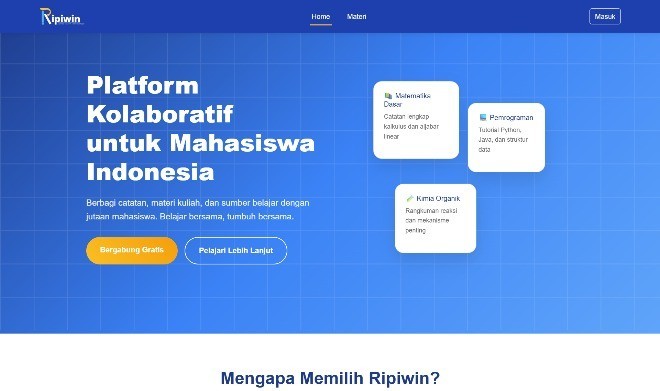 Ripiwin
Home
Materi
Masuk
Platform
Kolaboratif
untuk Mahasiswa
Indonesia
Berbagi catatan, materi kuliah, dan sumber belajar dengan
jutaan mahasiswa. Belajar bersama, tumbuh bersama.
Bergabung Gratis
Pelajari Lebih Lanjut
Matematika
Dasar
Catatan lengkap
kalkulus dan aljabar
linear
Pemrograman
Tutorial Python,
Java, dan struktur
data
Kimia Organik
Rangkuman reaksi
dan mekanisme
penting
Mengapa Memilih Ripiwin?